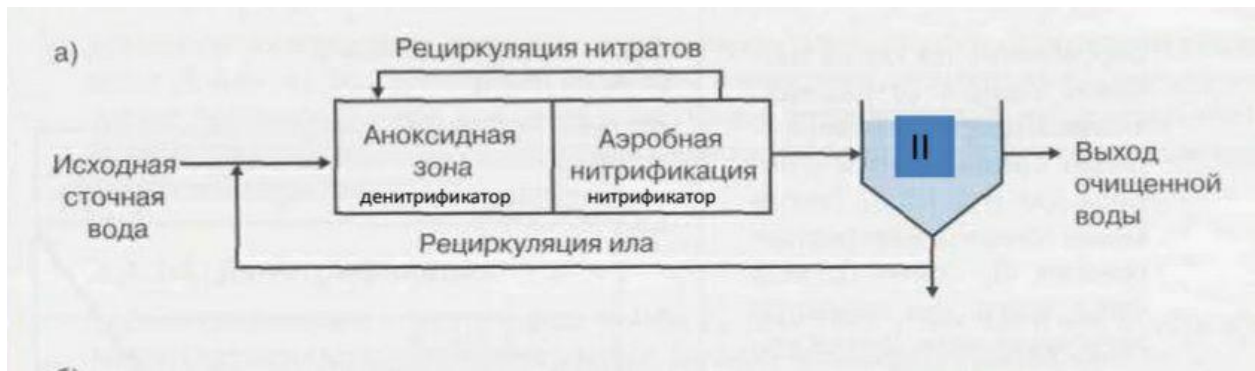 а)
Рециркуляция нитратов
Исходная
сточная
вода
Аноксидная
зона
денитрификатор
Аэробная
нитрификация
нитрификатор
II
Выход
очищенной
воды
Рециркуляция ила